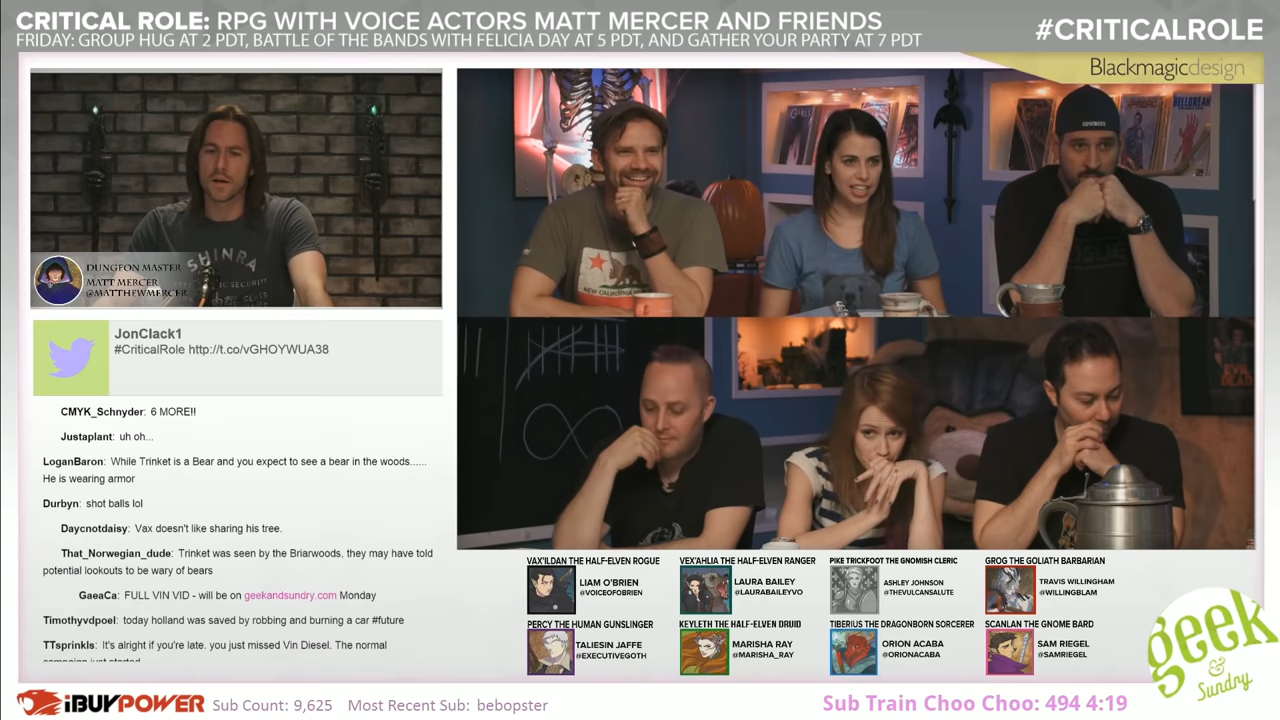 CRITICAL ROLE: RPG WITH VOICE ACTORS MATT MERCER AND FRIENDS
FRIDAY: GROUP HUG AT 2 PDT, BATTLE OF THE BANDS WITH FELICIA DAY AT 5 PDT, AND GATHER YOUR PARTY AT 7 PDT
#CRITICALROLE
Blackmagicdesign
SHINRA
DUNGEON MASTER
MATT MERCER
@MATTHEWMERCER
GIRLS
HELLBREAK
COWBOYS
NEW CALIFORNIA
EVIL
DEAD
JonClack1
#CriticalRole http://t.co/vGHOYWUA38
CMYK_Schnyder: 6 MORE!!
Justaplant: uh oh...
LoganBaron: While Trinket is a Bear and you expect to see a bear in the woods......
He is wearing armor
Durbyn: shot balls lol
Daycnotdaisy: Vax doesn't like sharing his tree.
That_Norwegian_dude: Trinket was seen by the Briarwoods, they may have told
potential lookouts to be wary of bears
GaeaCa: FULL VIN VID - will be on geekandsundry.com Monday
Timothyvdpoel: today holland was saved by robbing and burning a car #future
TTsprinkls: It's alright if you're late. you just missed Vin Diesel. The normal
campaign just started
VAX'ILDAN THE HALF-ELVEN ROGUE
LIAM O'BRIEN
@VOICEOFOBRIEN
VEX'AHLIA THE HALF-ELVEN RANGER
LAURA BAILEY
@LAURABAILEYVO
PIKE TRICKFOOT THE GNOMISH CLERIC
ASHLEY JOHNSON
@THEVULCANSALUTE
GROG THE GOLIATH BARBARIAN
TRAVIS WILLINGHAM
@WILLINGBLAM
PERCY THE HUMAN GUNSLINGER
TALIESIN JAFFE
@EXECUTIVEGOTH
KEYLETH THE HALF-ELVEN DRUID
MARISHA RAY
@MARISHA_RAY
TIBERIUS THE DRAGONBORN SORCERER
ORION ACABA
@ORIONACABA
SCANLAN THE GNOME BARD
SAM RIEGEL
@SAMRIEGEL
geek
&
Sundry
iBUYPOWER
Sub Count: 9,625 Most Recent Sub: bebopster
Sub Train Choo Choo: 494 4:19